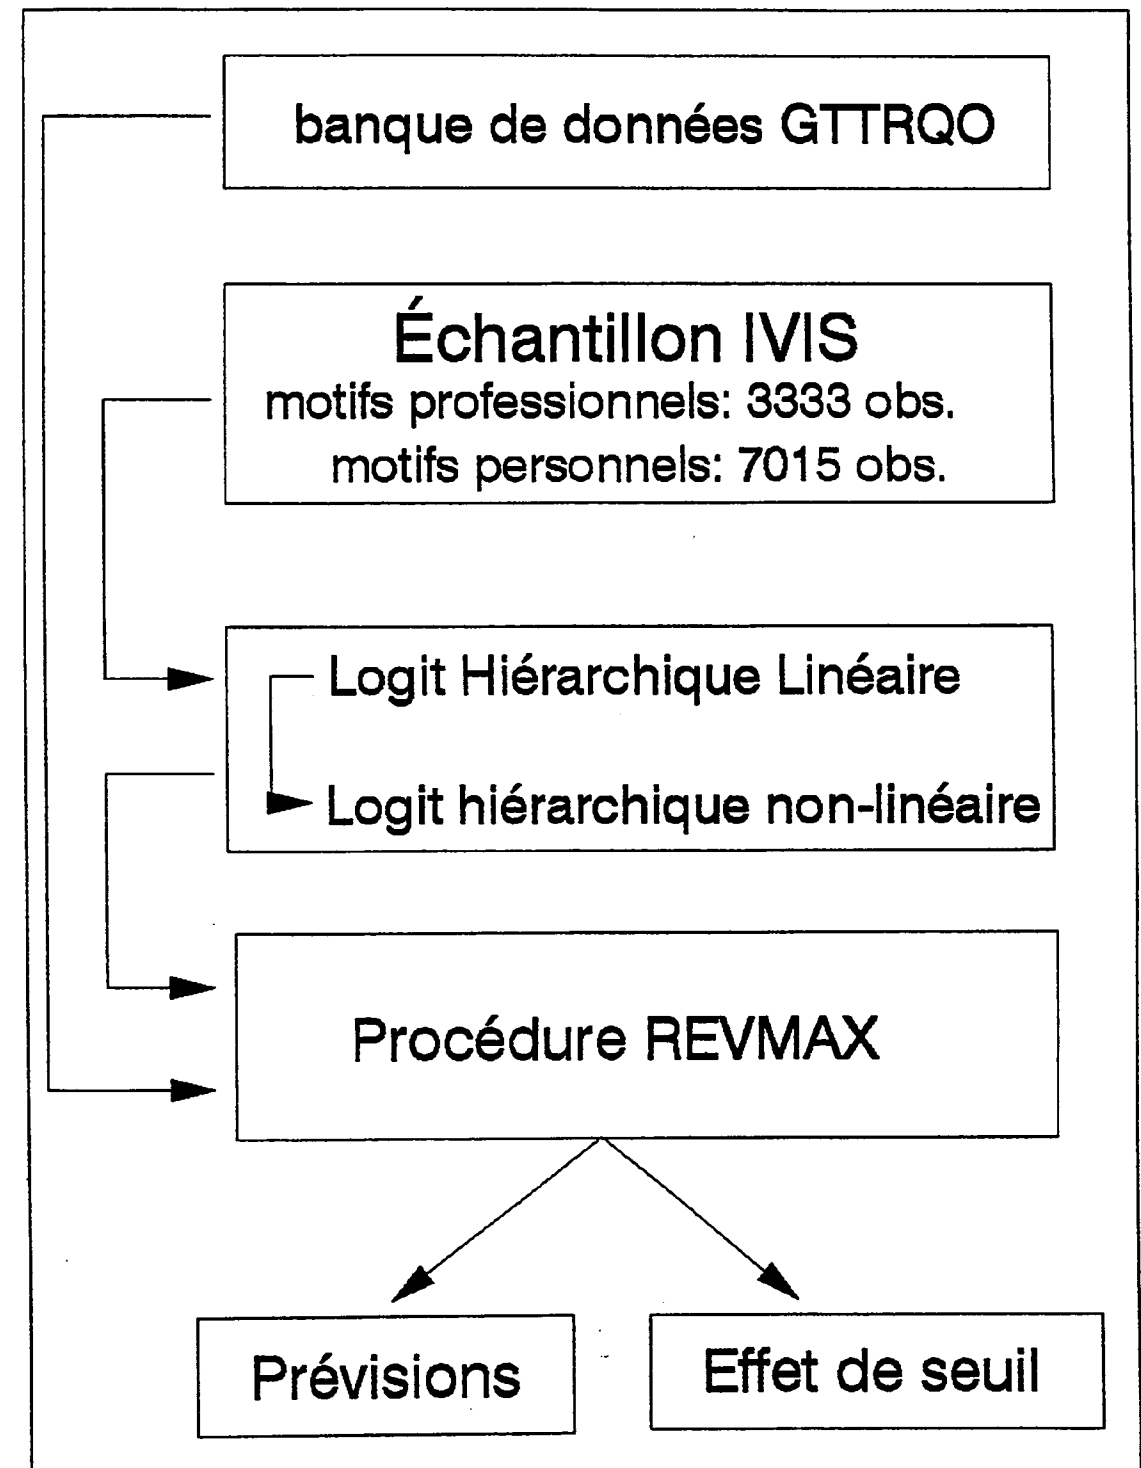 banque de données GTTRQO
Échantillon IVIS
motifs professionnels: 3333 obs.
motifs personnels: 7015 obs.
Logit Hiérarchique Linéaire
Logit hiérarchique non-linéaire
Procédure REVMAX
Prévisions
Effet de seuil